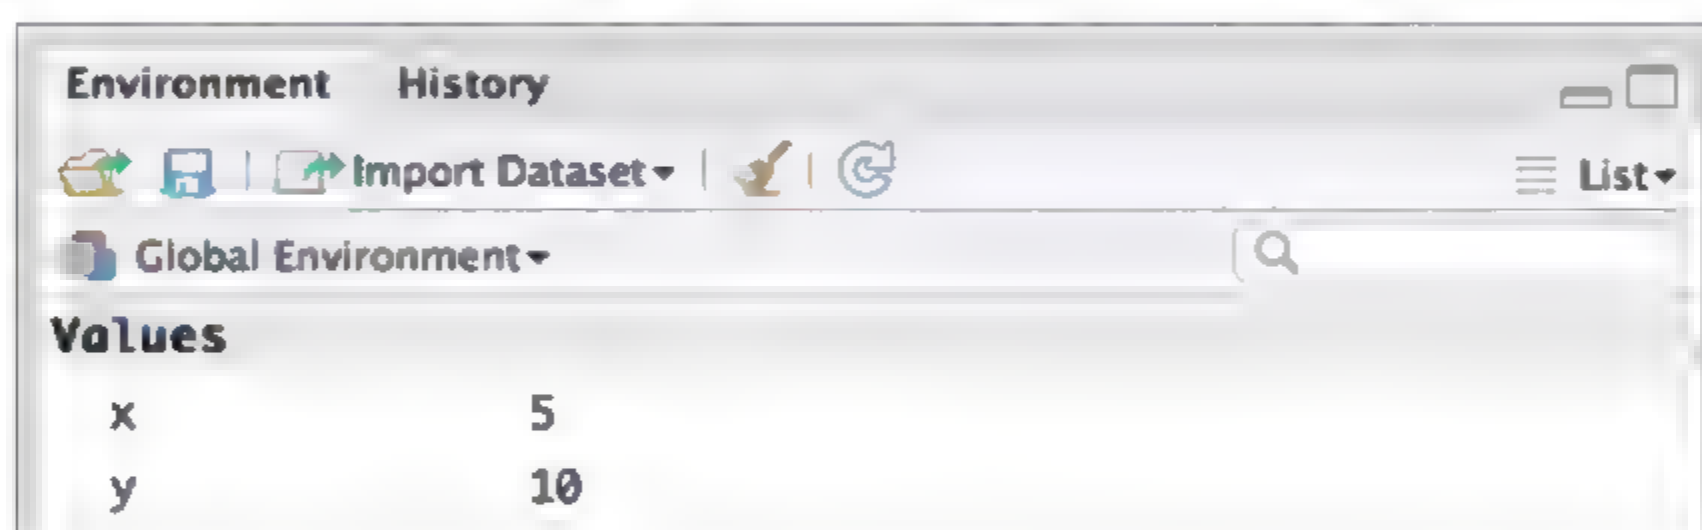 Environment History
Import Dataset List
Global Environment
Values
x 5
y 10